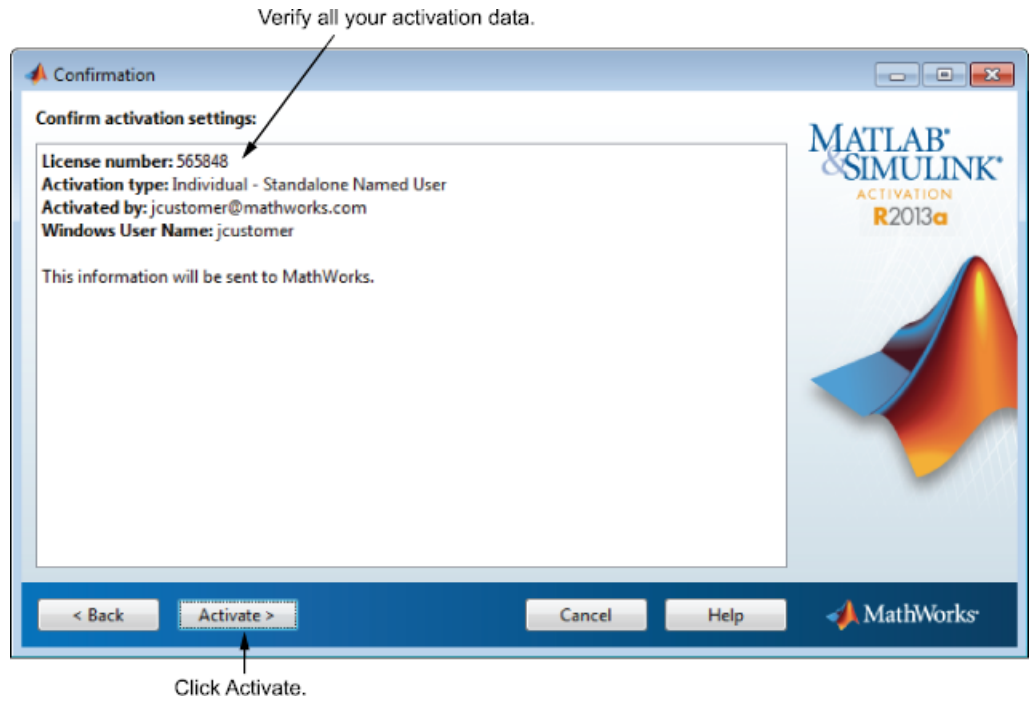 Verify all your activation data.
Confirmation
Confirm activation settings:
License number: 565848
Activation type: Individual - Standalone Named User
Activated by: jcustomer@mathworks.com
Windows User Name: jcustomer
This information will be sent to MathWorks.
MATLAB®
&SIMULINK®
ACTIVATION
R2013a
< Back
Activate >
Cancel
Help
MathWorks®
Click Activate.